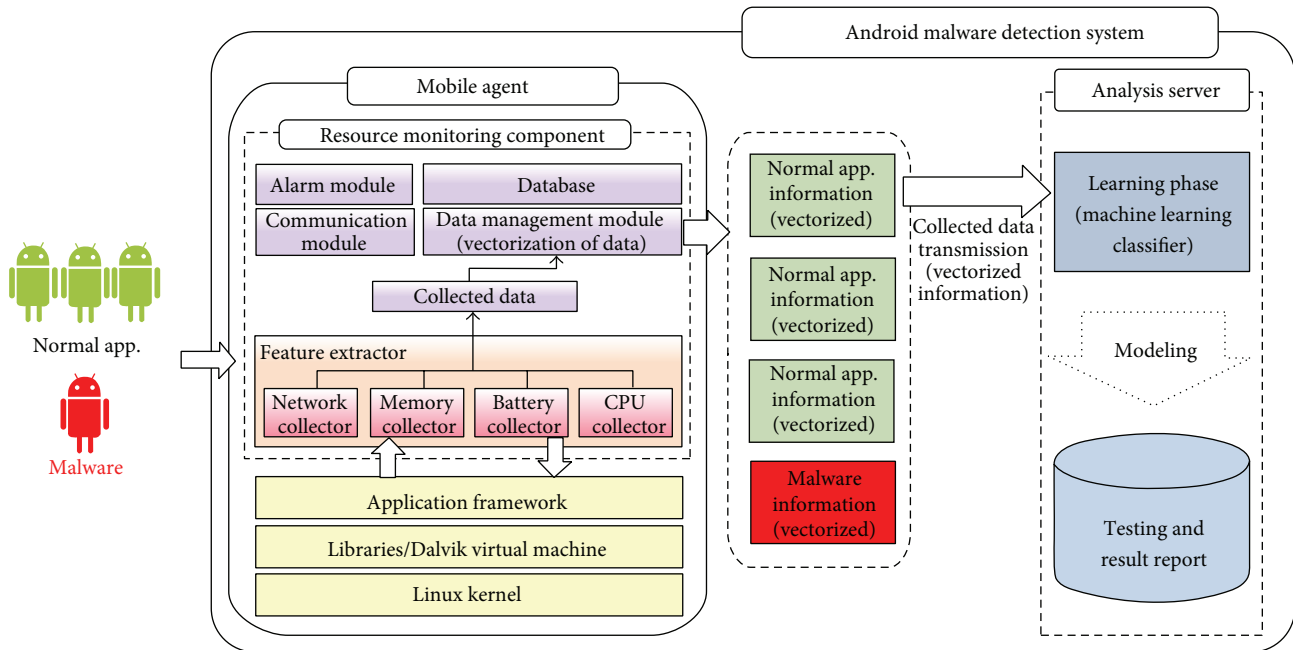 Android malware detection system
Mobile agent
Analysis server
Resource monitoring component
Alarm module
Database
Communication
module
Data management module
(vectorization of data)
Collected data
Feature extractor
Network
collector
Memory
collector
Battery
collector
CPU
collector
Application framework
Libraries/Dalvik virtual machine
Linux kernel
Normal app.
Malware
Normal app.
information
(vectorized)
Normal app.
information
(vectorized)
Normal app.
information
(vectorized)
Malware
information
(vectorized)
Collected data
transmission
(vectorized
information)
Learning phase
(machine learning
classifier)
Modeling
Testing and
result report